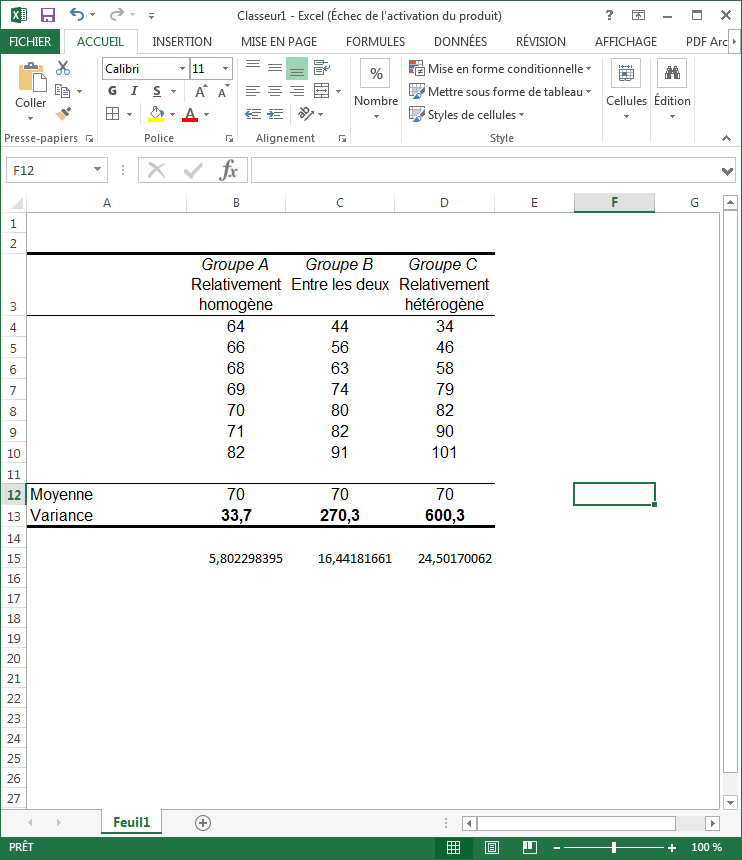 Classeur1 - Excel (Échec de l'activation du produit)
FICHIER ACCUEIL INSERTION MISE EN PAGE FORMULES DONNÉES RÉVISION AFFICHAGE PDF Arc
Coller
Calibri 11
G I S A A
A
%
Nombre
Mise en forme conditionnelle
Mettre sous forme de tableau
Styles de cellules
Cellules Édition
Presse-papiers Police Alignement Style
F12 fx
A B C D E F G
1
2
3
Groupe A Groupe B Groupe C
Relativement Entre les deux Relativement
homogène hétérogène
4 64 44 34
5 66 56 46
6 68 63 58
7 69 74 79
8 70 80 82
9 71 82 90
10 82 91 101
11
12 Moyenne 70 70 70
13 Variance 33,7 270,3 600,3
14
15 5,802298395 16,44181661 24,50170062
16
17
18
19
20
21
22
23
24
25
26
27
Feuil1
PRÊT 100 %